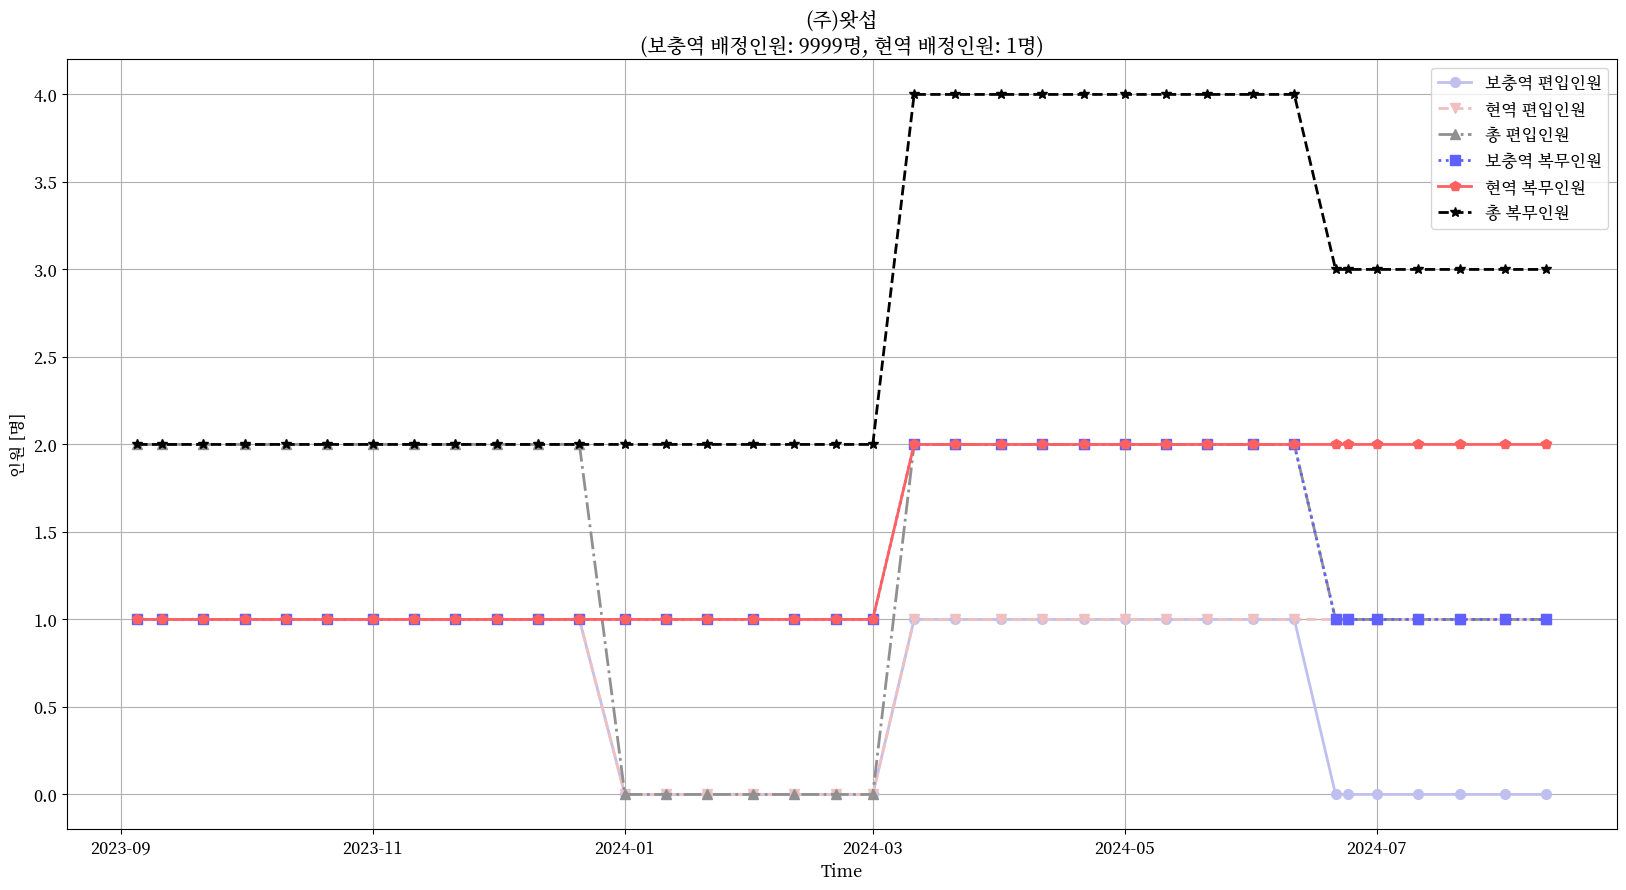 (주)왓섭
(보충역 배정인원: 9999명, 현역 배정인원: 1명)
보충역 편입인원
현역 편입인원
총 편입인원
보충역 복무인원
현역 복무인원
총 복무인원
인원 [명]
4.0
3.5
3.0
2.5
2.0
1.5
1.0
0.5
0.0
2023-09 2023-11 2024-01 2024-03 2024-05 2024-07
Time